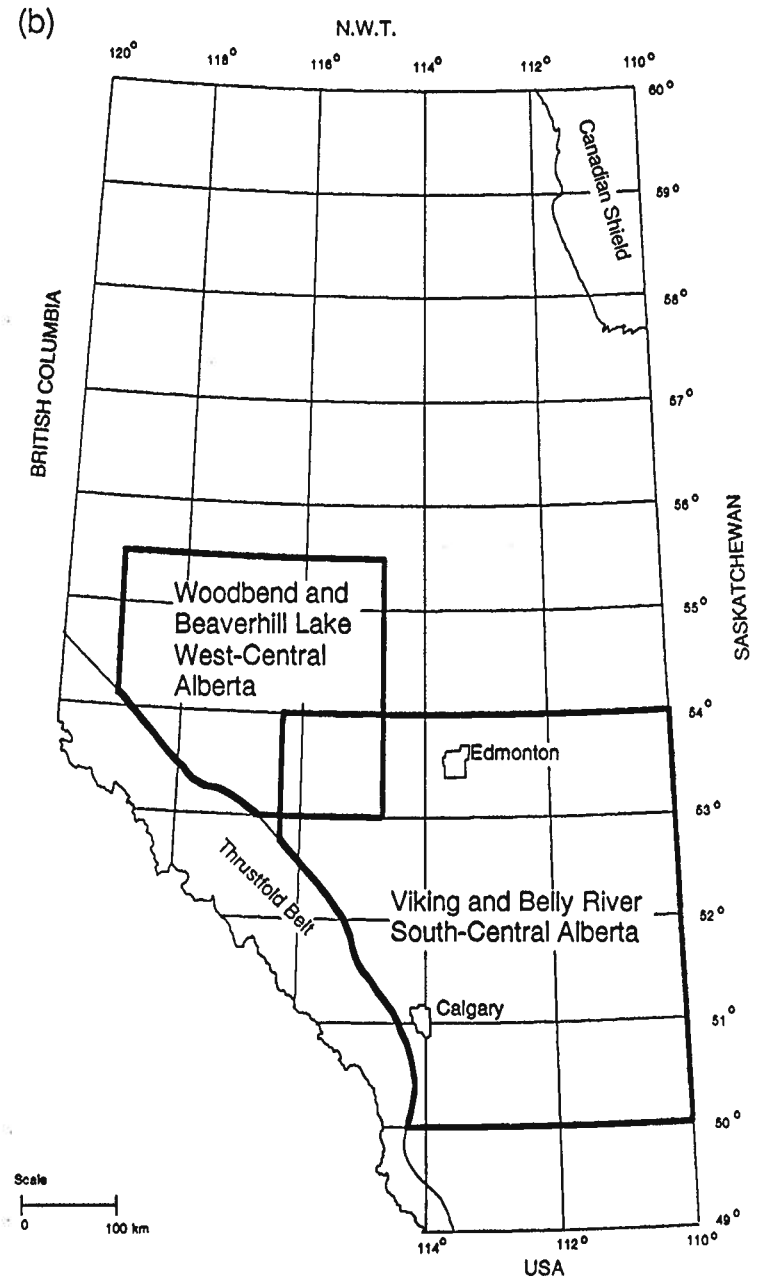 (b)
N.W.T.
120° 118° 116° 114° 112° 110°
60°
Canadian Shield
59°
58°
BRITISH COLUMBIA
57°
56°
SASKATCHEWAN
Woodbend and
Beaverhill Lake
West-Central
Alberta
55°
54°
Edmonton
53°
Thrustfold Belt
Viking and Belly River
South-Central Alberta
52°
Calgary
51°
50°
Scale
0 100 km
49°
114° 112° 110°
USA